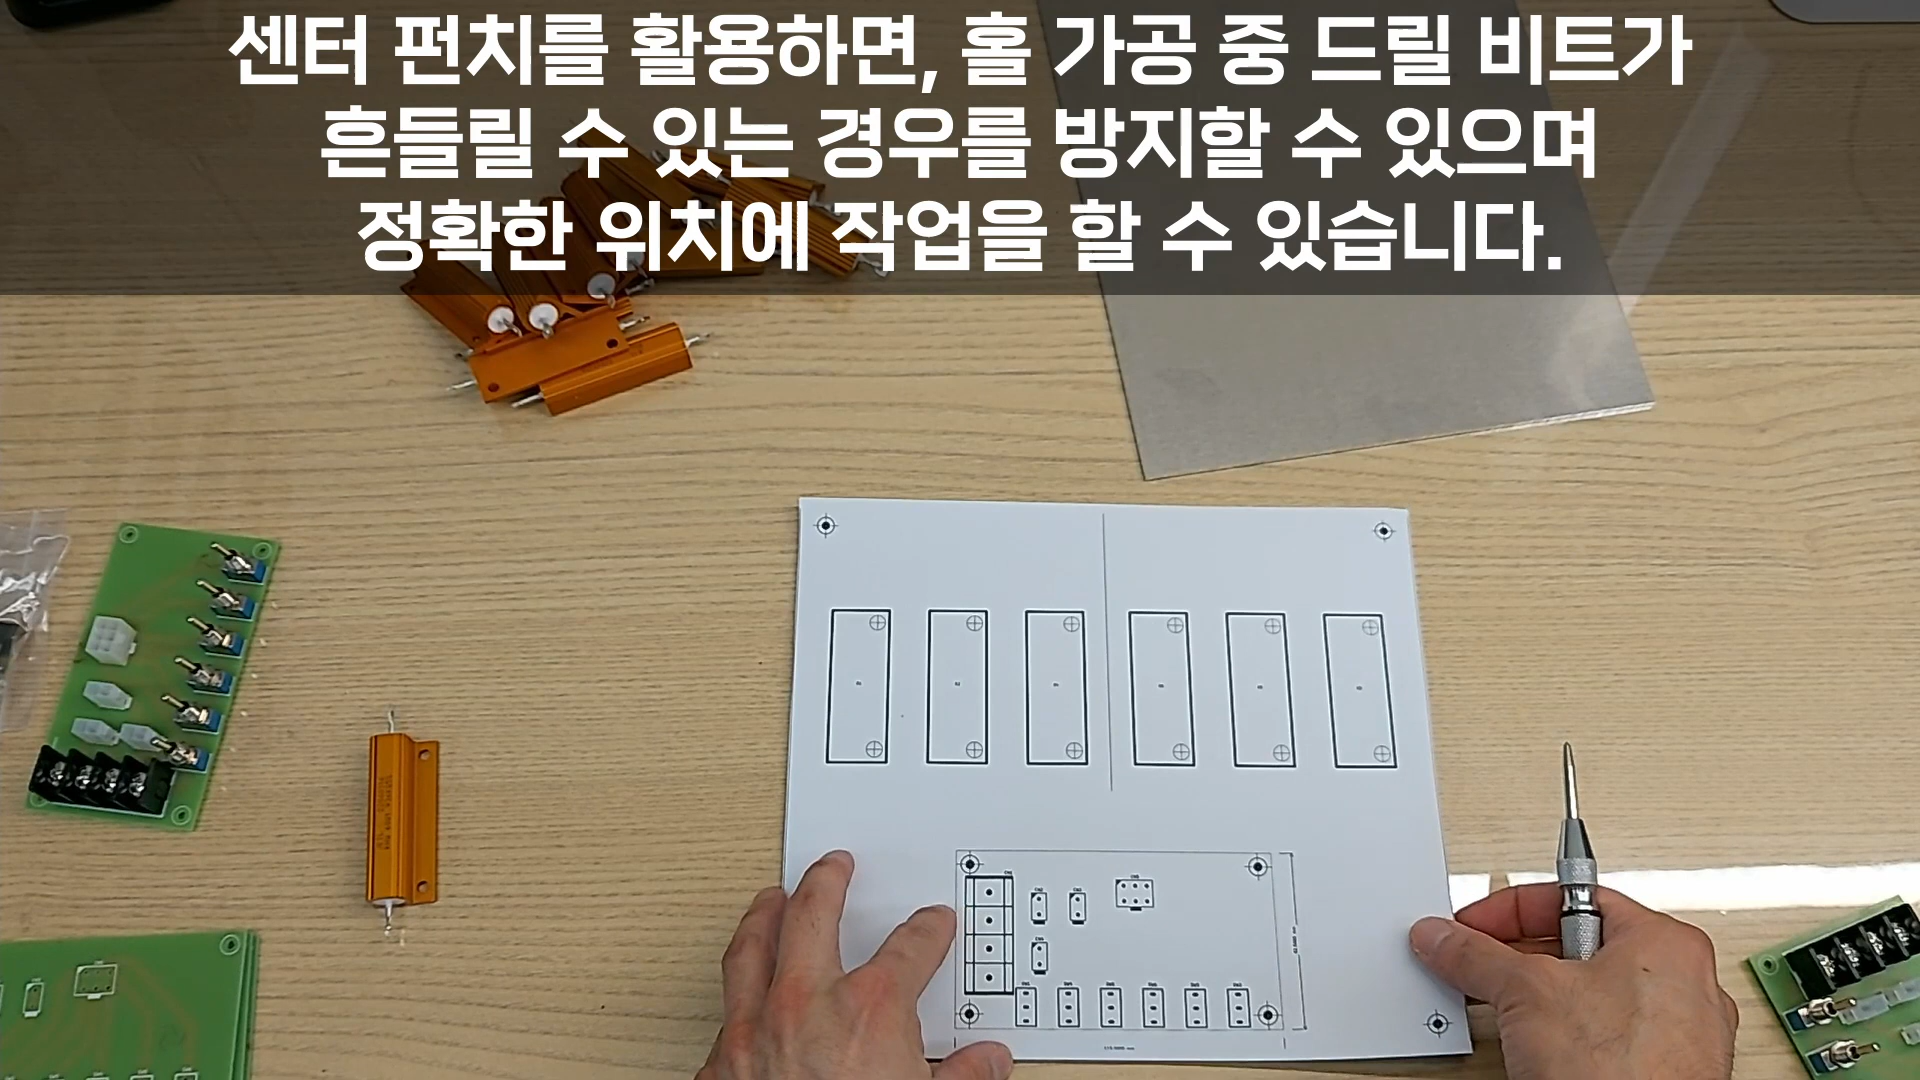 센터 펀치를 활용하면, 홀 가공 중 드릴 비트가
흔들릴 수 있는 경우를 방지할 수 있으며
정확한 위치에 작업을 할 수 있습니다.